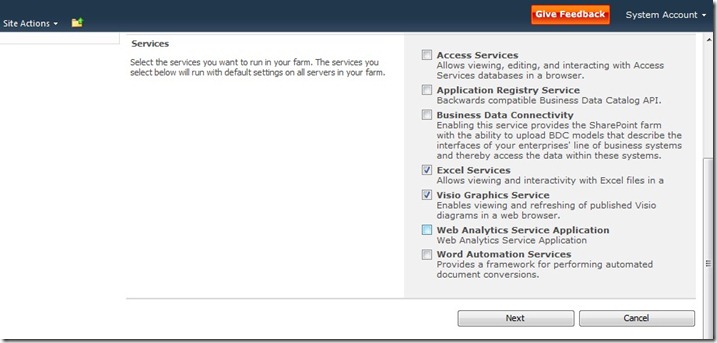 Site Actions
Give Feedback
System Account
Services
Select the services you want to run in your farm. The services you
select below will run with default settings on all servers in your farm.
Access Services
Allows viewing, editing, and interacting with Access
Services databases in a browser.
Application Registry Service
Backwards compatible Business Data Catalog API.
Business Data Connectivity
Enabling this service provides the SharePoint farm
with the ability to upload BDC models that describe the
interfaces of your enterprises' line of business systems
and thereby access the data within these systems.
Excel Services
Allows viewing and interactivity with Excel files in a
Visio Graphics Service
Enables viewing and refreshing of published Visio
diagrams in a web browser.
Web Analytics Service Application
Web Analytics Service Application
Word Automation Services
Provides a framework for performing automated
document conversions.
Next
Cancel